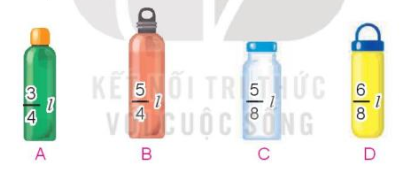 KẾT NỐI TRI THỨC
VỚI CUỘC SỐNG
3/4 l
5/4 l
5/8 l
6/8 l
A B C D